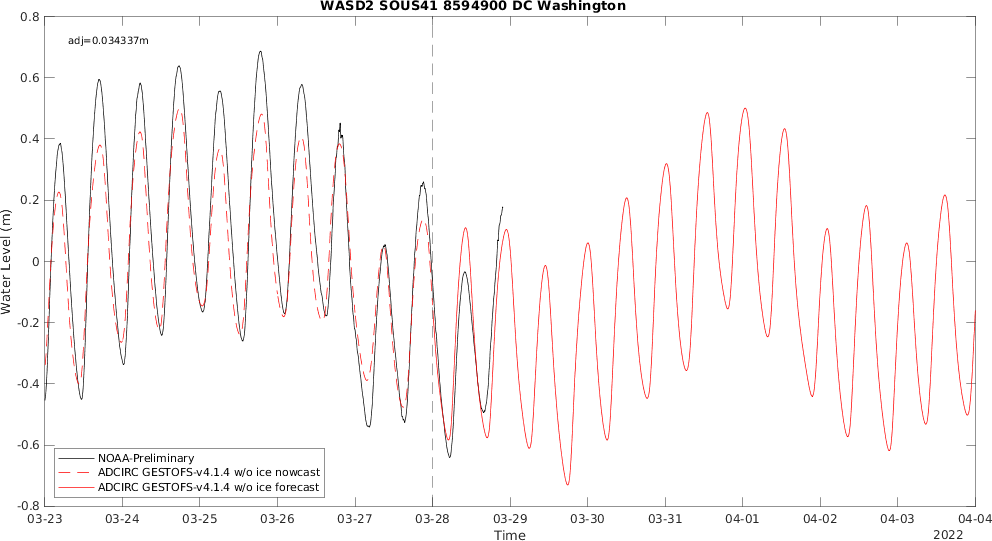 WASD2 SOUS41 8594900 DC Washington
adj=0.034337m
0.8
0.6
0.4
0.2
0
-0.2
-0.4
-0.6
-0.8
Water Level (m)
NOAA-Preliminary
ADCIRC GESTOFS-v4.1.4 w/o ice nowcast
ADCIRC GESTOFS-v4.1.4 w/o ice forecast
03-23 03-24 03-25 03-26 03-27 03-28 03-29 03-30 03-31 04-01 04-02 04-03 04-04
Time
2022